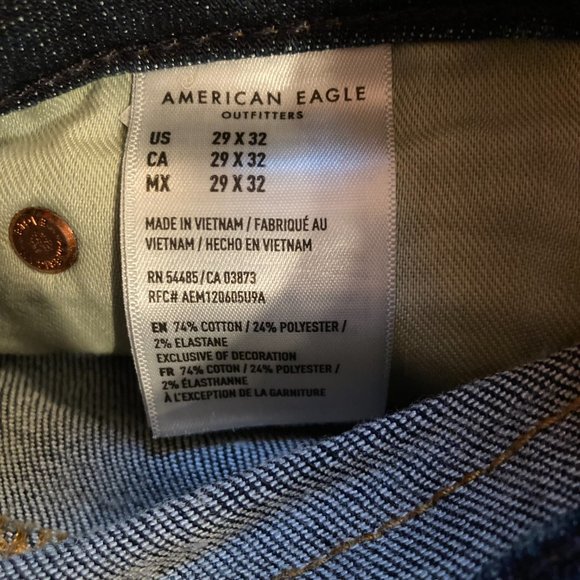 AMERICAN EAGLE
OUTFITTERS
US 29 X 32
CA 29 X 32
MX 29 X 32
MADE IN VIETNAM / FABRIQUÉ AU
VIETNAM / HECHO EN VIETNAM
RN 54485/CA 03873
RFC# AEM120605U9A
EN 74% COTTON / 24% POLYESTER /
2% ELASTANE
EXCLUSIVE OF DECORATION
FR 74% COTON / 24% POLYESTER /
2% ÉLASTHANNE
À L'EXCEPTION DE LA GARNITURE